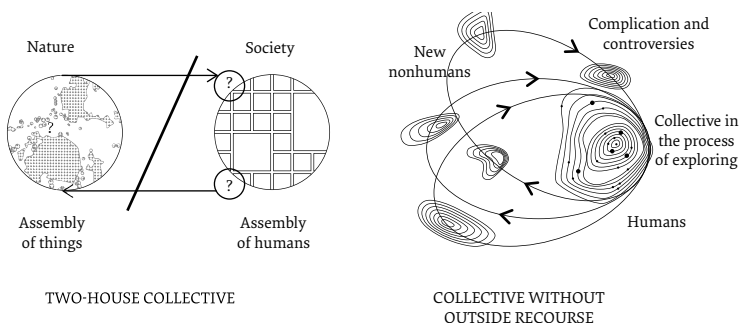 Nature
Society
?
?
?
Assembly
of things
Assembly
of humans
TWO-HOUSE COLLECTIVE
Complication and
controversies
New
nonhumans
Collective in
the process
of exploring
Humans
COLLECTIVE WITHOUT
OUTSIDE RECOURSE